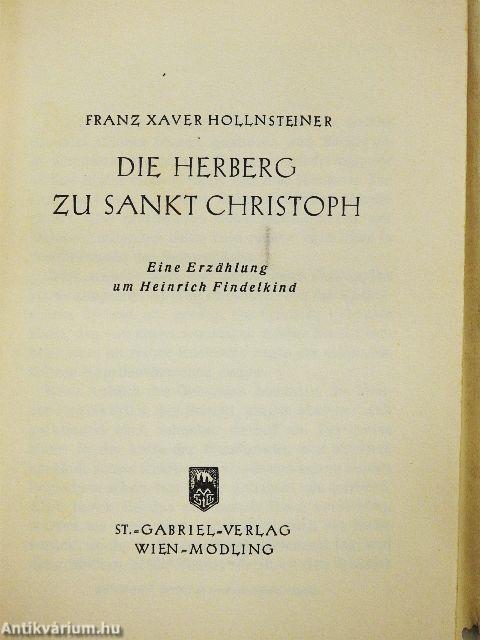 FRANZ XAVER HOLLNSTEINER
DIE HERBERG
ZU SANKT CHRISTOPH
Eine Erzählung
um Heinrich Findelkind
ST.=GABRIEL=VERLAG
WIEN=MÖDLING
Antikvárium.hu